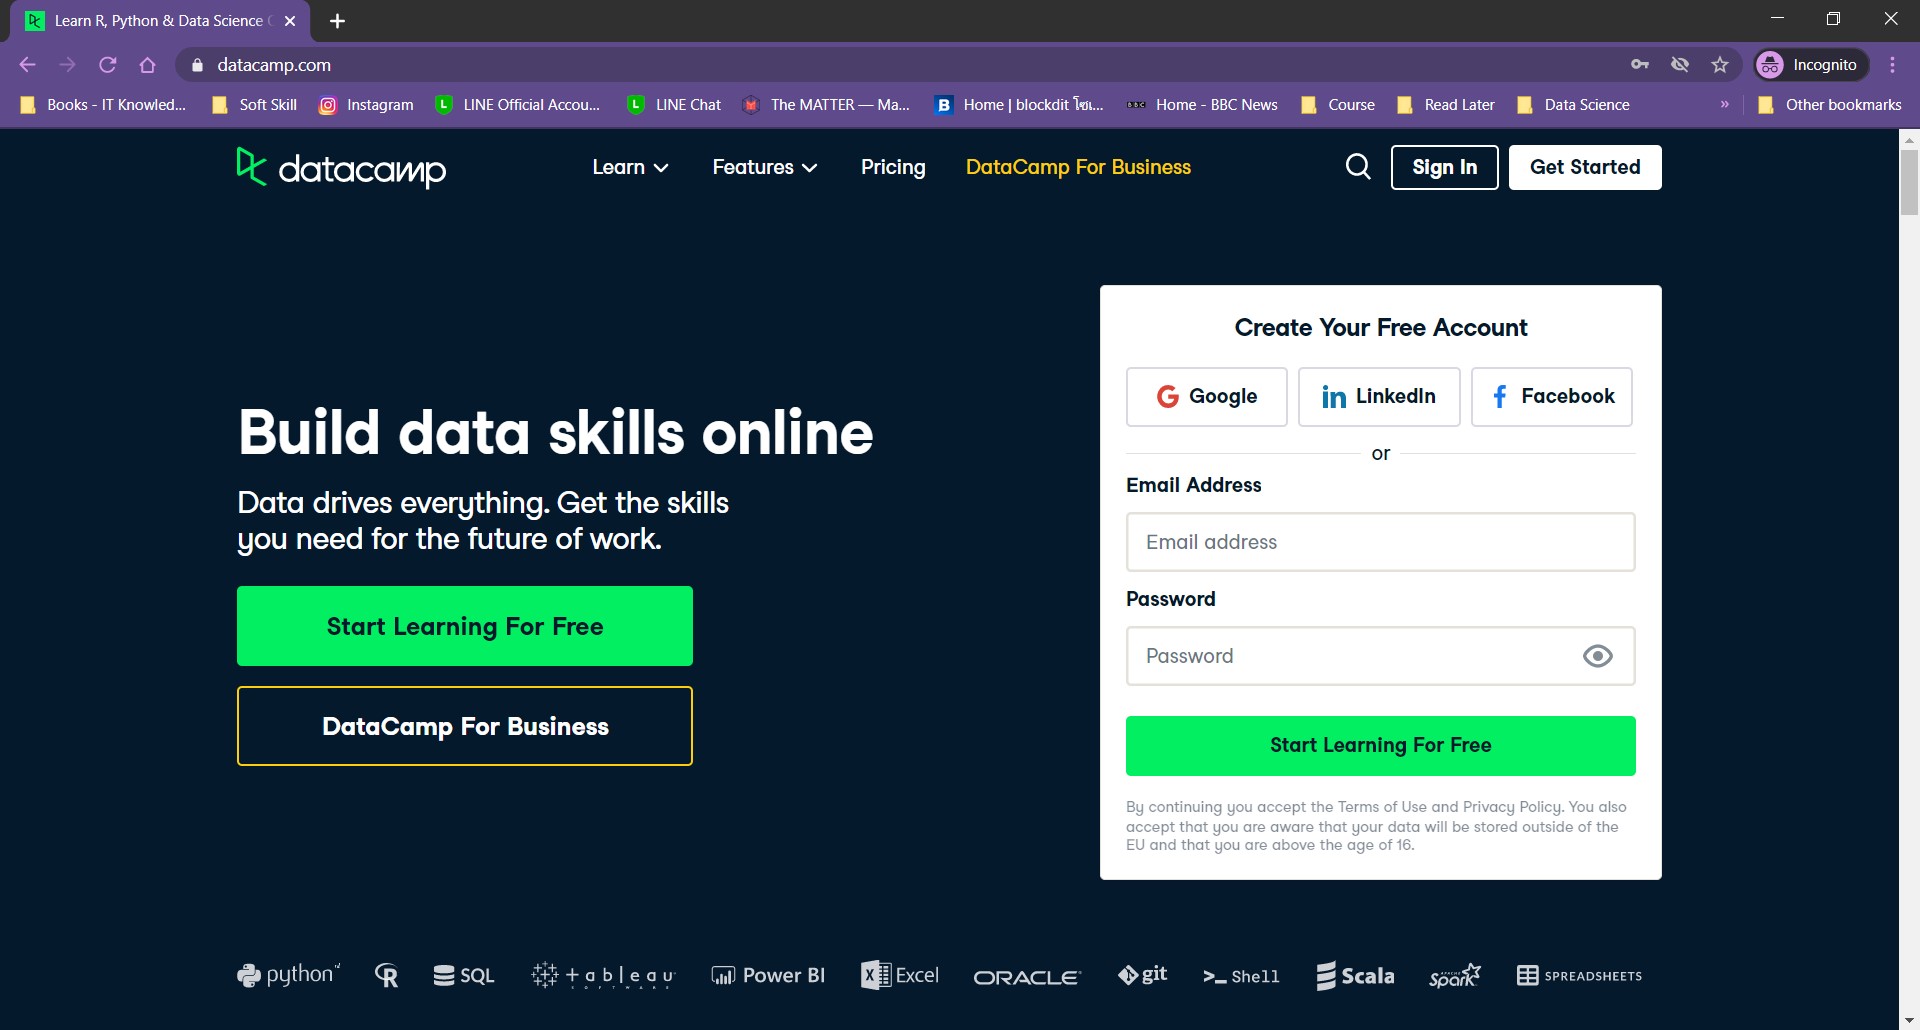 Learn R, Python & Data Science
datacamp.com
Incognito
Books - IT Knowled...
Soft Skill
Instagram
LINE Official Accou...
LINE Chat
The MATTER — Ma...
Home | blockdit โซเ...
BBC
Home - BBC News
Course
Read Later
Data Science
»
Other bookmarks
datacamp
Learn
Features
Pricing
DataCamp For Business
Sign In
Get Started
Build data skills online
Data drives everything. Get the skills
you need for the future of work.
Start Learning For Free
DataCamp For Business
Create Your Free Account
Google
LinkedIn
Facebook
or
Email Address
Email address
Password
Password
Start Learning For Free
By continuing you accept the Terms of Use and Privacy Policy. You also
accept that you are aware that your data will be stored outside of the
EU and that you are above the age of 16.
python
R
SQL
+ableau
SOFTWARE
Power BI
Excel
ORACLE
git
Shell
Scala
APACHE
Spark
SPREADSHEETS